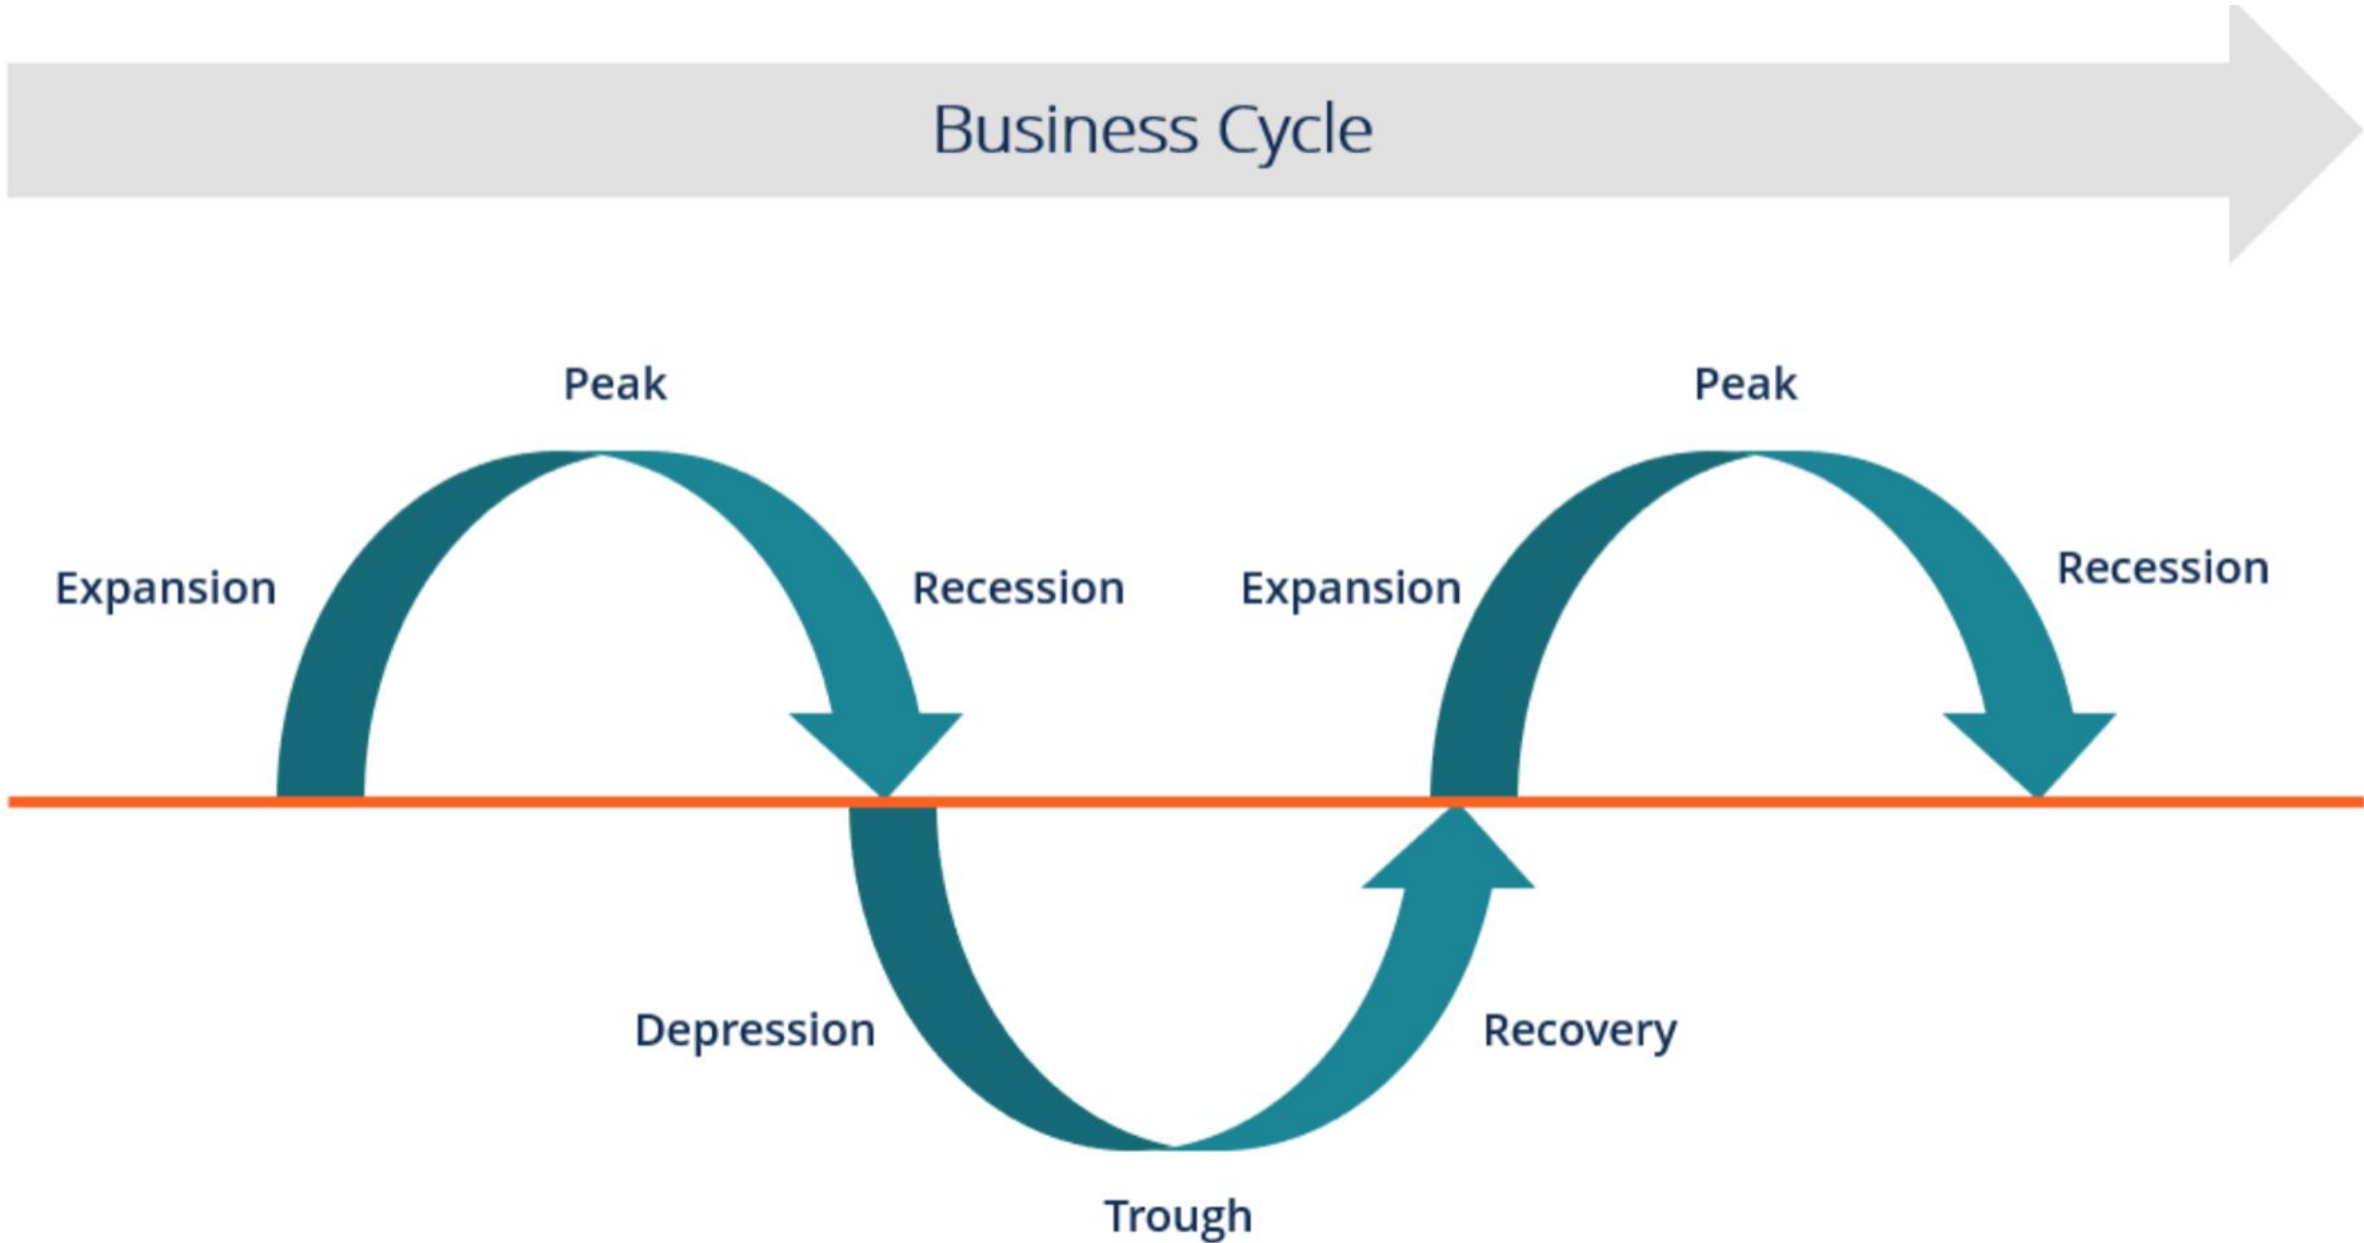 Business Cycle
Peak
Peak
Expansion
Recession
Expansion
Recession
Depression
Recovery
Trough